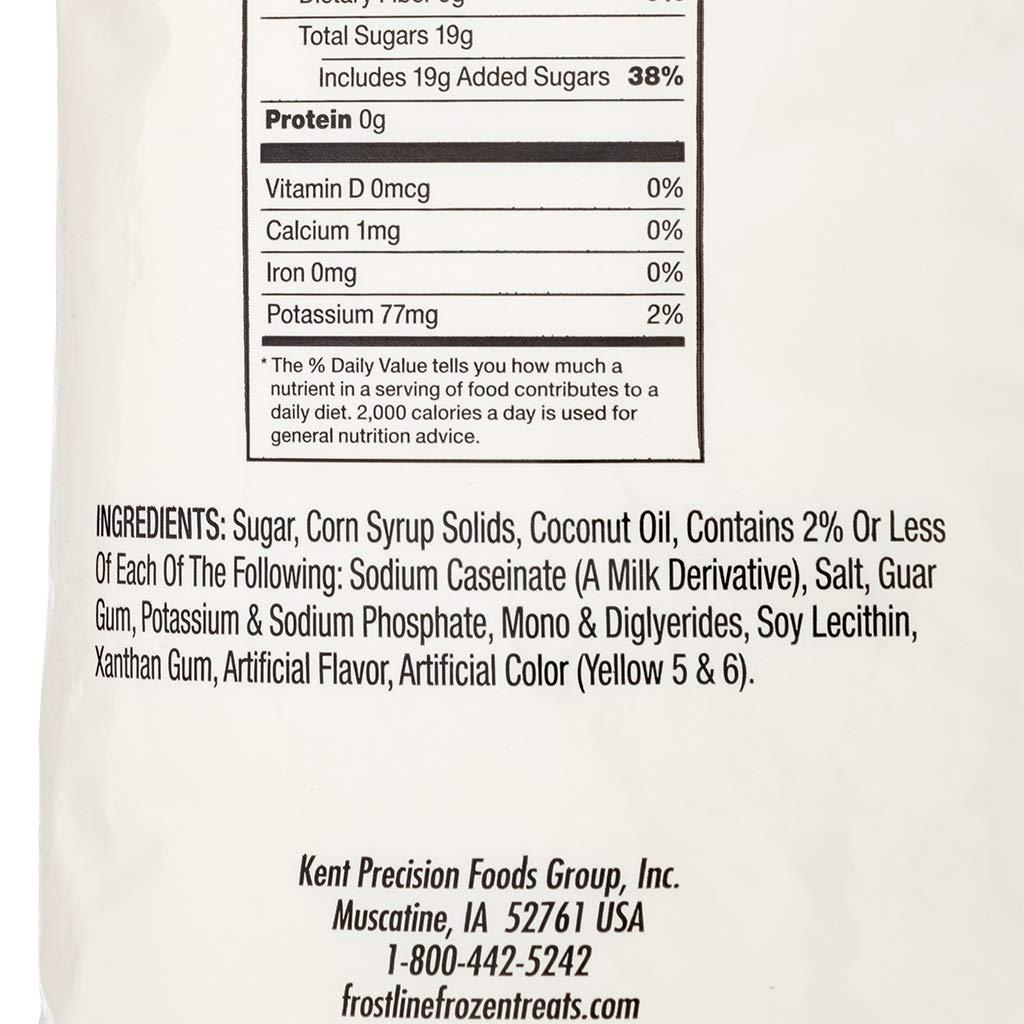 Total Sugars 19g
Includes 19g Added Sugars 38%
Protein 0g
Vitamin D 0mcg 0%
Calcium 1mg 0%
Iron 0mg 0%
Potassium 77mg 2%
* The % Daily Value tells you how much a
nutrient in a serving of food contributes to a
daily diet. 2,000 calories a day is used for
general nutrition advice.
INGREDIENTS: Sugar, Corn Syrup Solids, Coconut Oil, Contains 2% Or Less
Of Each Of The Following: Sodium Caseinate (A Milk Derivative), Salt, Guar
Gum, Potassium & Sodium Phosphate, Mono & Diglyerides, Soy Lecithin,
Xanthan Gum, Artificial Flavor, Artificial Color (Yellow 5 & 6).
Kent Precision Foods Group, Inc.
Muscatine, IA 52761 USA
1-800-442-5242
frostlinefrozentreats.com